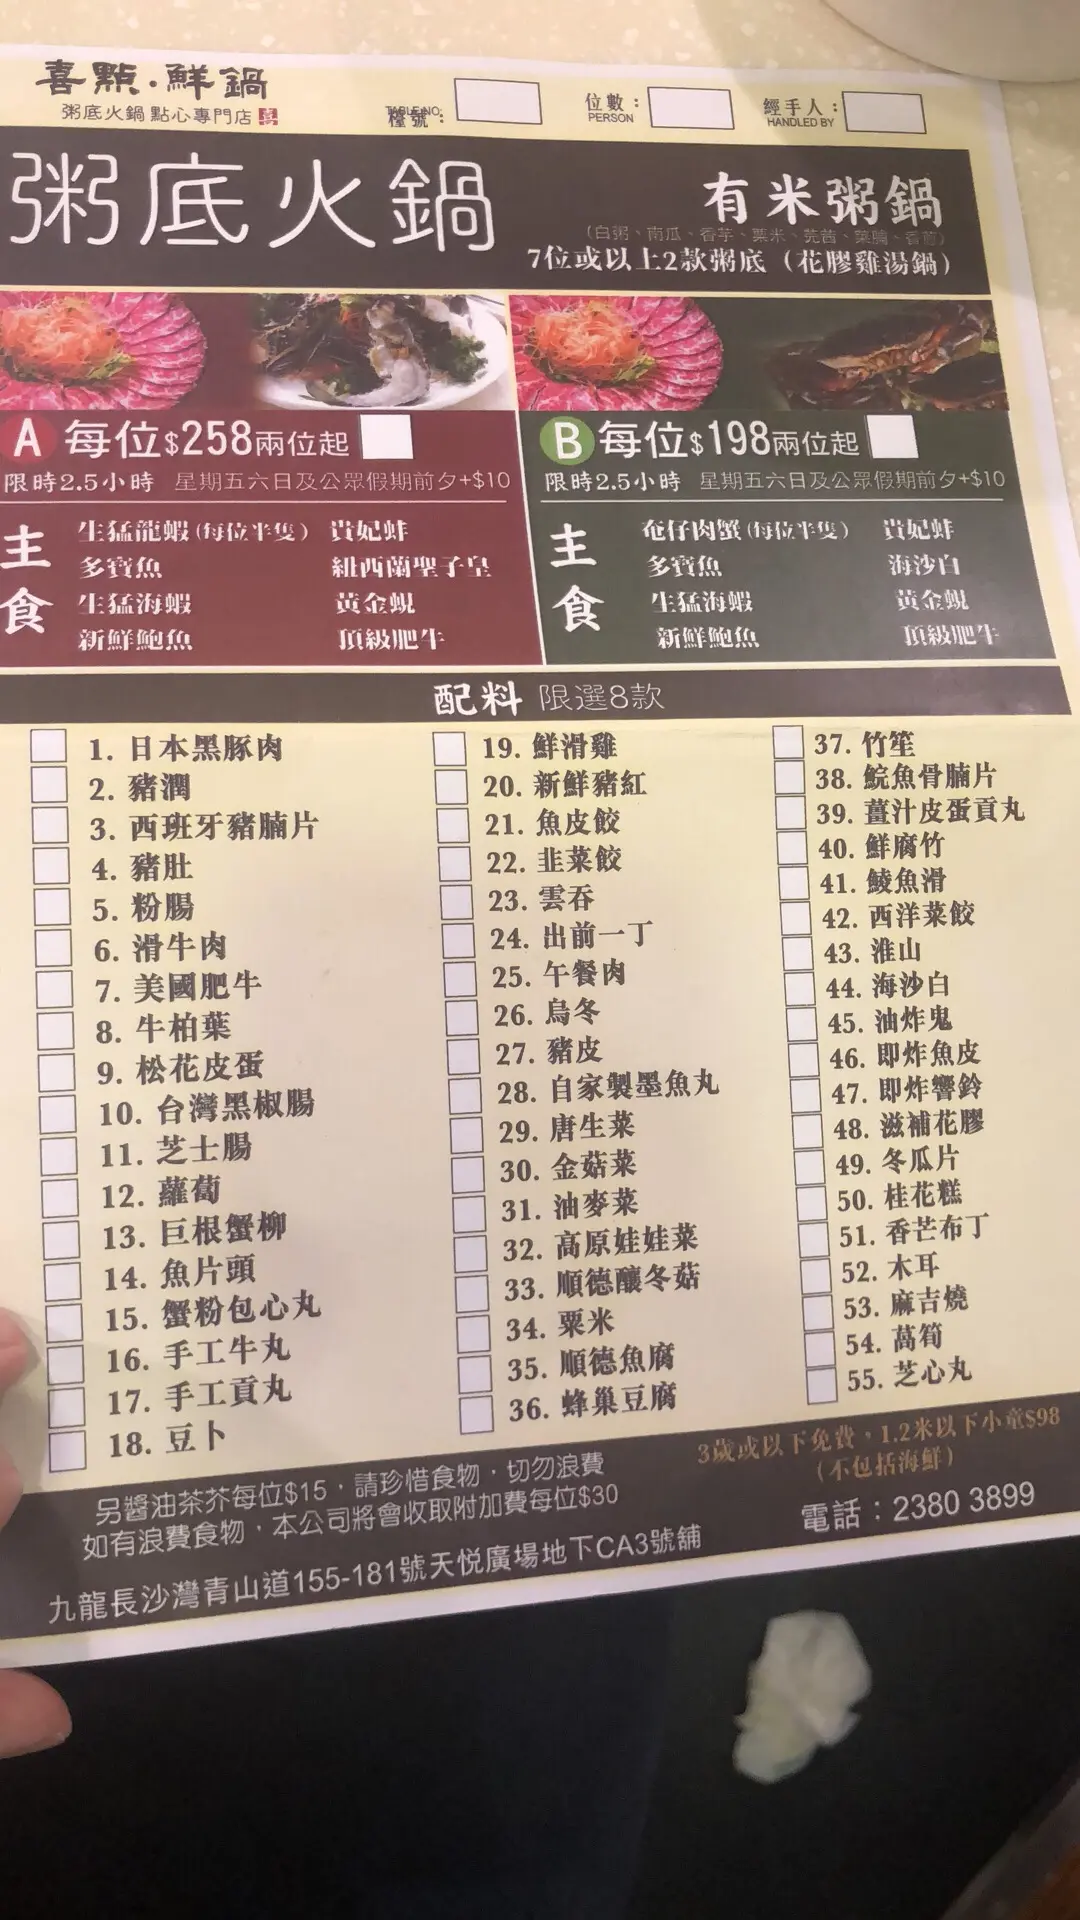 喜點·鮮鍋
粥底火鍋 點心專門店
TABLE NO. 檯號：
位數： PERSON
經手人： HANDLED BY
粥底火鍋
有米粥鍋
（白粥、南瓜、香芋、粟米、芫茜、菜脯、香茄）
7位或以上2款粥底（花膠雞湯鍋）
A 每位$258兩位起
限時2.5小時 星期五六日及公眾假期前夕+$10
主食
生猛龍蝦(每位半隻) 貴妃蚌
多寶魚 紐西蘭聖子皇
生猛海蝦 黃金蜆
新鮮鮑魚 頂級肥牛
B 每位$198兩位起
限時2.5小時 星期五六日及公眾假期前夕+$10
主食
奄仔肉蟹(每位半隻) 貴妃蚌
多寶魚 海沙白
生猛海蝦 黃金蜆
新鮮鮑魚 頂級肥牛
配料 限選8款
1. 日本黑豚肉
2. 豬潤
3. 西班牙豬腩片
4. 豬肚
5. 粉腸
6. 滑牛肉
7. 美國肥牛
8. 牛柏葉
9. 松花皮蛋
10. 台灣黑椒腸
11. 芝士腸
12. 蘿蔔
13. 巨根蟹柳
14. 魚片頭
15. 蟹粉包心丸
16. 手工牛丸
17. 手工貢丸
18. 豆卜
19. 鮮滑雞
20. 新鮮豬紅
21. 魚皮餃
22. 韭菜餃
23. 雲吞
24. 出前一丁
25. 午餐肉
26. 烏冬
27. 豬皮
28. 自家製墨魚丸
29. 唐生菜
30. 金菇菜
31. 油麥菜
32. 高原娃娃菜
33. 順德釀冬菇
34. 粟米
35. 順德魚腐
36. 蜂巢豆腐
37. 竹笙
38. 鯇魚骨腩片
39. 薑汁皮蛋貢丸
40. 鮮腐竹
41. 鯪魚滑
42. 西洋菜餃
43. 淮山
44. 海沙白
45. 油炸鬼
46. 即炸魚皮
47. 即炸響鈴
48. 滋補花膠
49. 冬瓜片
50. 桂花糕
51. 香芒布丁
52. 木耳
53. 麻吉燒
54. 萵筍
55. 芝心丸
另醬油茶芥每位$15，請珍惜食物，切勿浪費
如有浪費食物，本公司將會收取附加費每位$30
3歲或以下免費，1.2米以下小童$98
（不包括海鮮）
九龍長沙灣青山道155-181號天悅廣場地下CA3號舖
電話：2380 3899